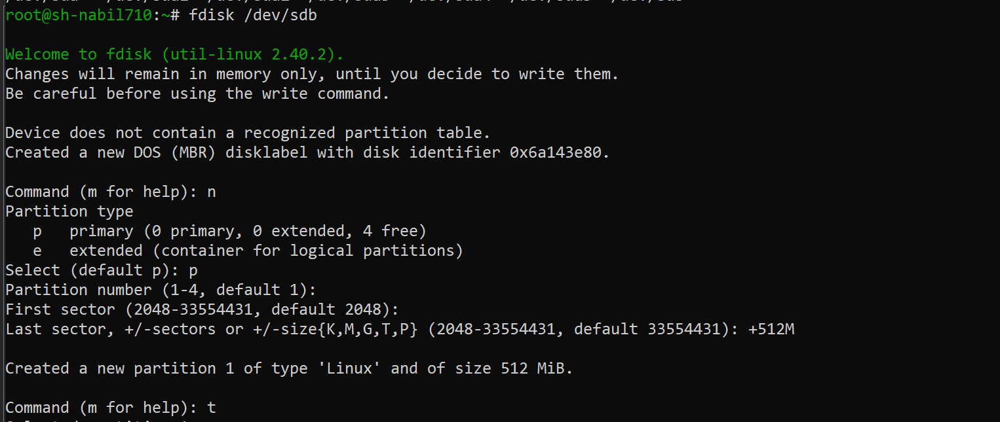 root@sh-nabil710:~# fdisk /dev/sdb
Welcome to fdisk (util-linux 2.40.2).
Changes will remain in memory only, until you decide to write them.
Be careful before using the write command.
Device does not contain a recognized partition table.
Created a new DOS (MBR) disklabel with disk identifier 0x6a143e80.
Command (m for help): n
Partition type
   p   primary (0 primary, 0 extended, 4 free)
   e   extended (container for logical partitions)
Select (default p): p
Partition number (1-4, default 1):
First sector (2048-33554431, default 2048):
Last sector, +/-sectors or +/-size{K,M,G,T,P} (2048-33554431, default 33554431): +512M
Created a new partition 1 of type 'Linux' and of size 512 MiB.
Command (m for help): t